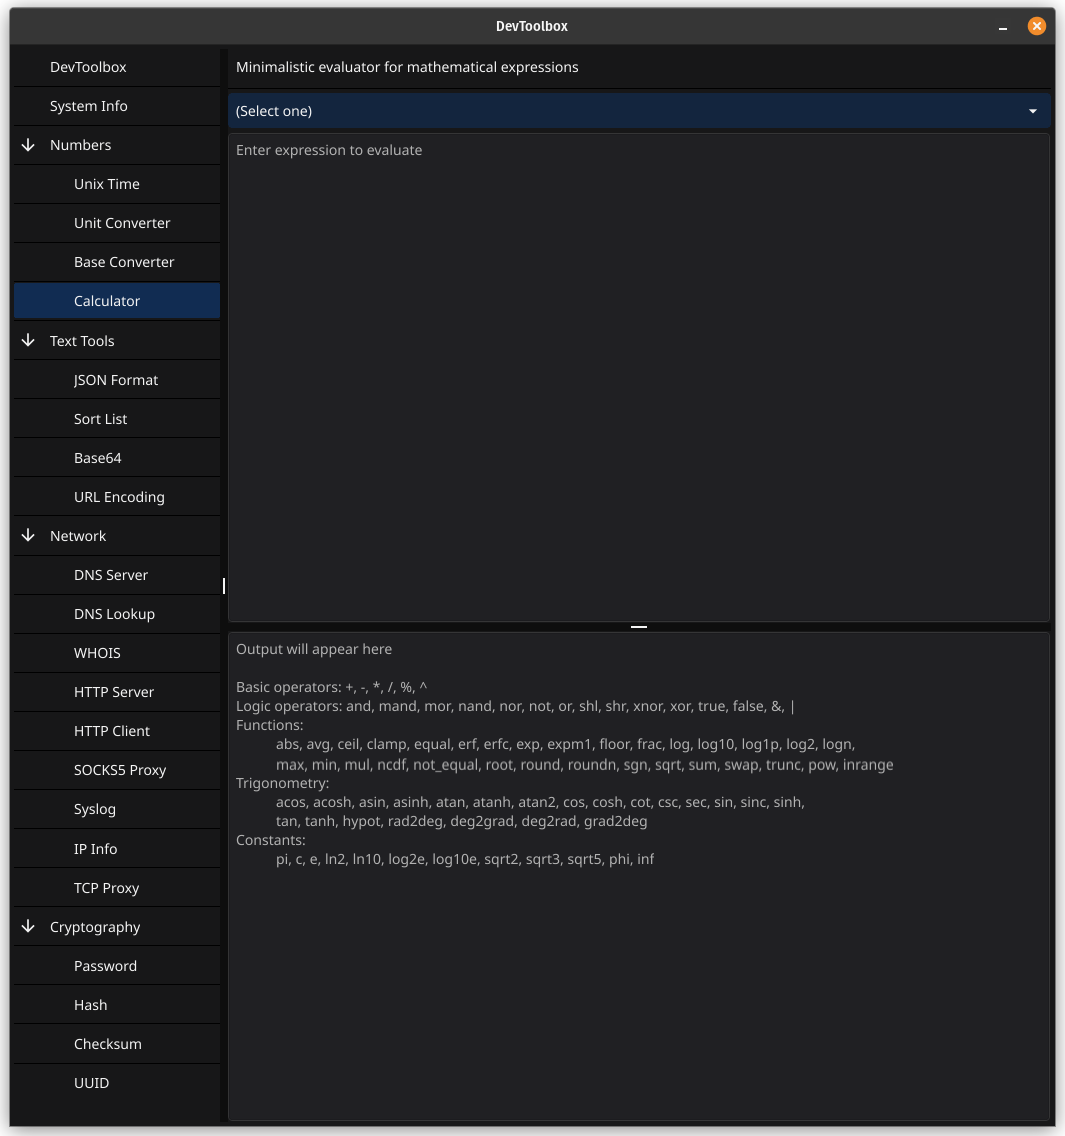 DevToolbox
DevToolbox
System Info
Numbers
Unix Time
Unit Converter
Base Converter
Calculator
Text Tools
JSON Format
Sort List
Base64
URL Encoding
Network
DNS Server
DNS Lookup
WHOIS
HTTP Server
HTTP Client
SOCKS5 Proxy
Syslog
IP Info
TCP Proxy
Cryptography
Password
Hash
Checksum
UUID
Minimalistic evaluator for mathematical expressions
(Select one)
Enter expression to evaluate
Output will appear here
Basic operators: +, -, *, /, %, ^
Logic operators: and, mand, mor, nand, nor, not, or, shl, shr, xnor, xor, true, false, &, |
Functions:
abs, avg, ceil, clamp, equal, erf, erfc, exp, expm1, floor, frac, log, log10, log1p, log2, logn,
max, min, mul, ncdf, not_equal, root, round, roundn, sgn, sqrt, sum, swap, trunc, pow, inrange
Trigonometry:
acos, acosh, asin, asinh, atan, atanh, atan2, cos, cosh, cot, csc, sec, sin, sinc, sinh,
tan, tanh, hypot, rad2deg, deg2grad, deg2rad, grad2deg
Constants:
pi, c, e, ln2, ln10, log2e, log10e, sqrt2, sqrt3, sqrt5, phi, inf